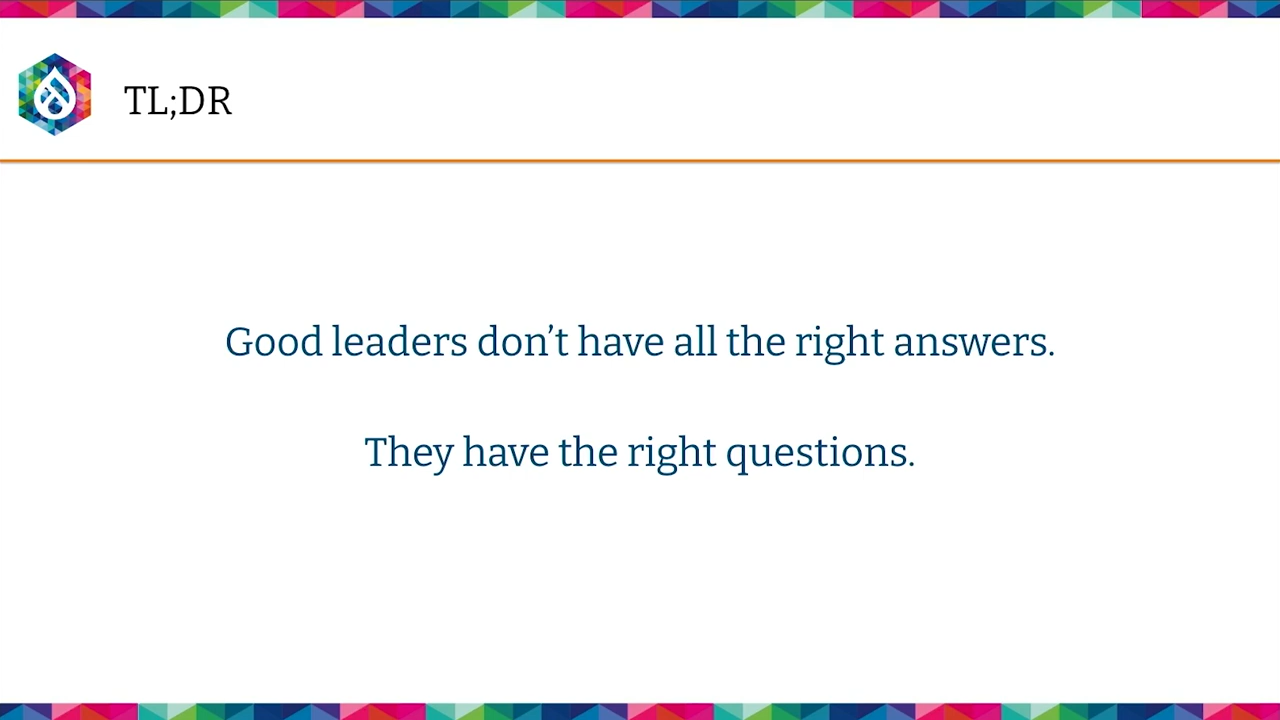 TL;DR
Good leaders don’t have all the right answers.
They have the right questions.